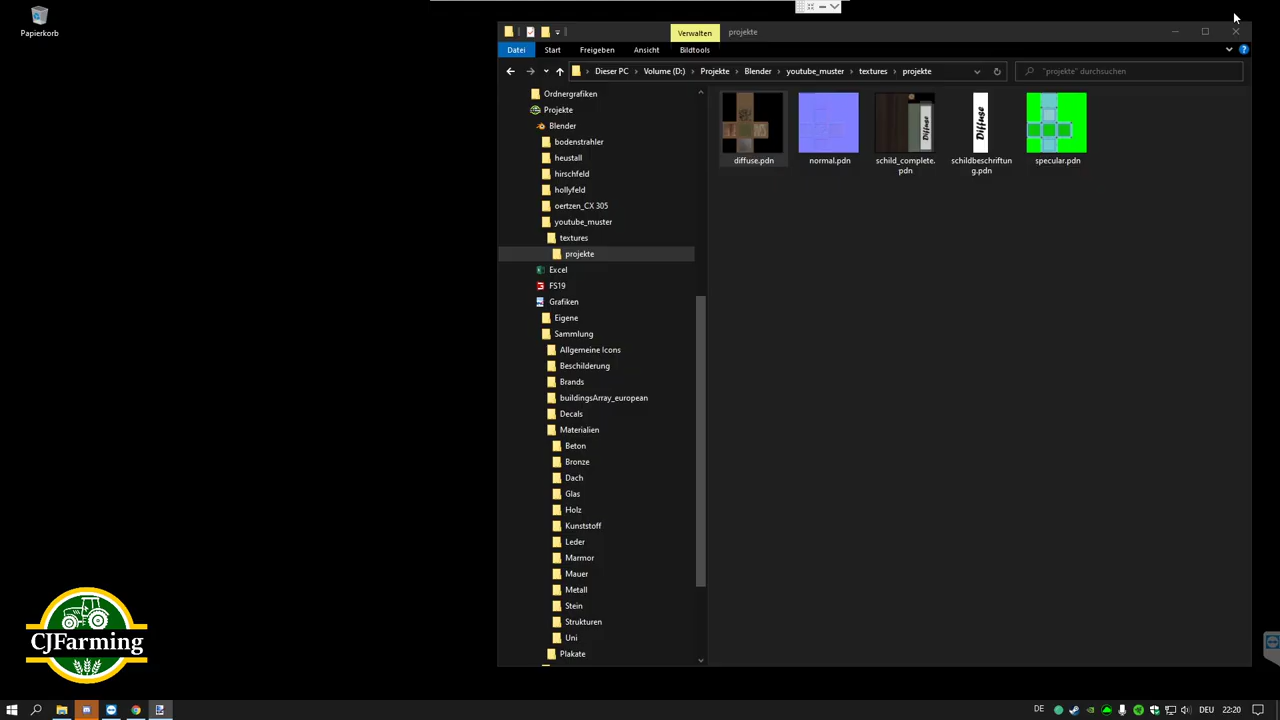 Papierkorb
Verwalten
projekte
Datei
Start
Freigeben
Ansicht
Bildtools
Dieser PC
Volume (D:)
Projekte
Blender
youtube_muster
textures
projekte
"projekte" durchsuchen
Ordnergrafiken
Projekte
Blender
bodenstrahler
heustall
hirschfeld
hollyfeld
oertzen_CX 305
youtube_muster
textures
projekte
Excel
FS19
Grafiken
Eigene
Sammlung
Allgemeine Icons
Beschilderung
Brands
buildingsArray_european
Decals
Materialien
Beton
Bronze
Dach
Glas
Holz
Kunststoff
Leder
Marmor
Mauer
Metall
Stein
Strukturen
Uni
Plakate
Diffuse
Diffuse
diffuse.pdn
normal.pdn
schild_complete.
pdn
schildbeschriftun
g.pdn
specular.pdn
CJFarming
DE
DEU
22:20